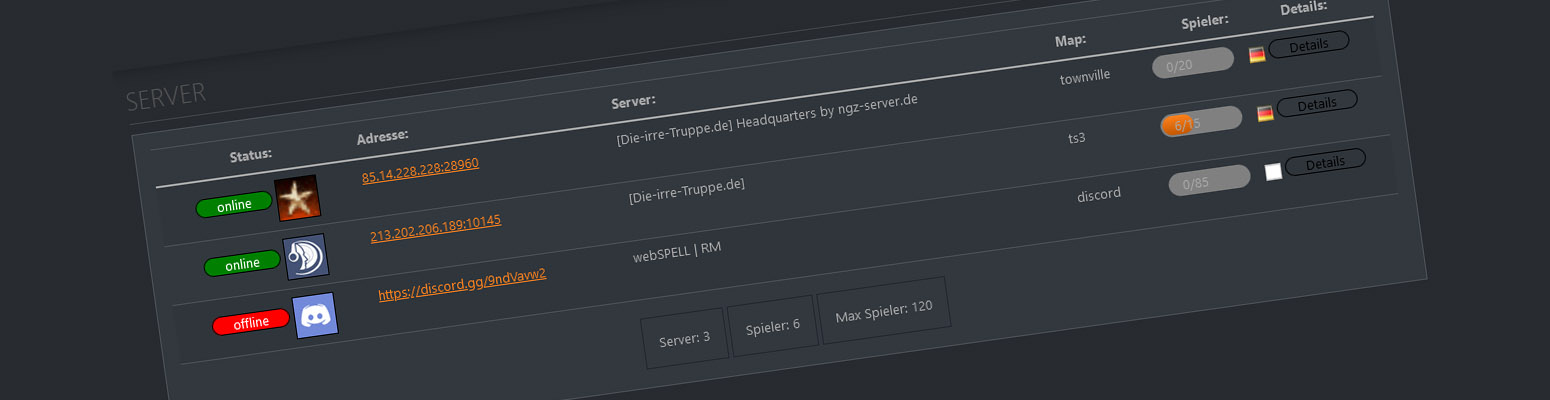 SERVER
Status: Adresse: Server: Map: Spieler: Details:
online 85.14.228.228:28960 [Die-irre-Truppe.de] Headquarters by ngz-server.de townville 0/20 Details
online 213.202.206.189:10145 [Die-irre-Truppe.de] ts3 6/15 Details
offline https://discord.gg/9ndVavw2 webSPELL | RM discord 0/85 Details
Server: 3 Spieler: 6 Max Spieler: 120